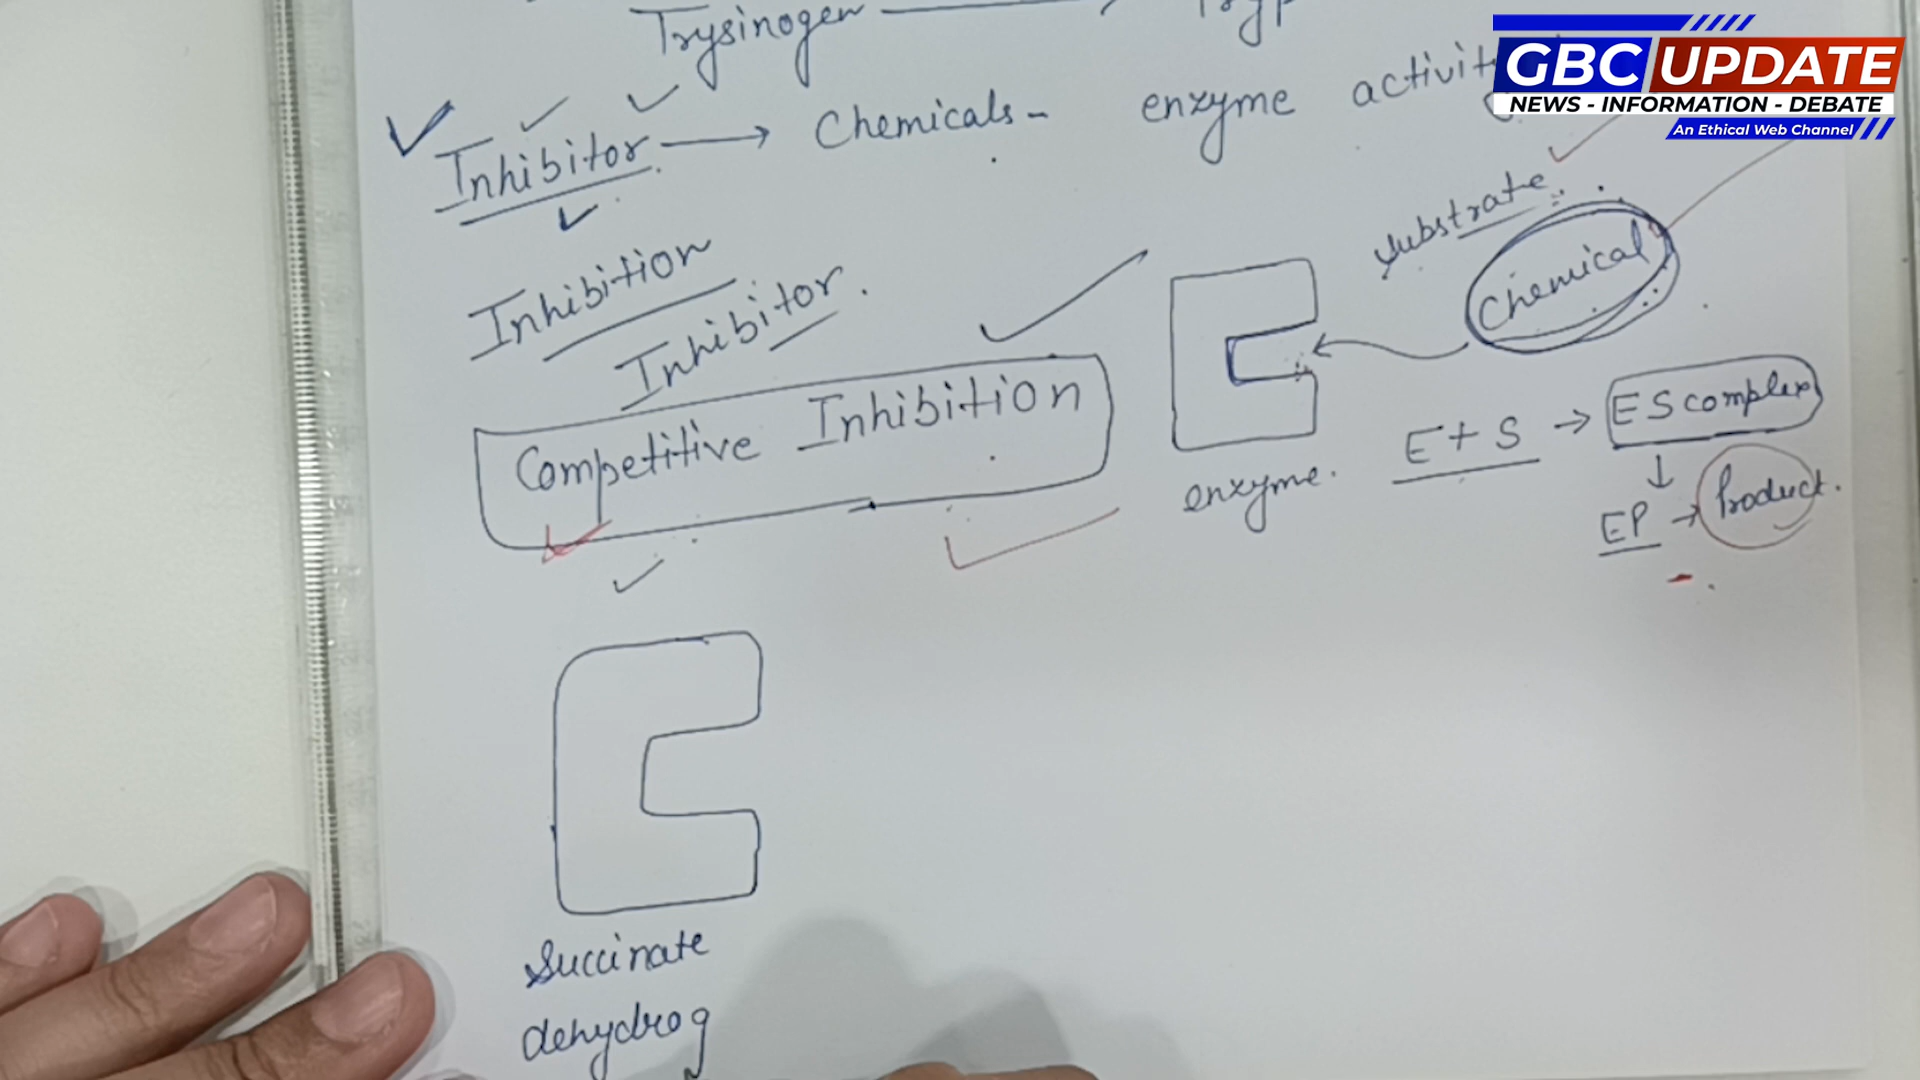 Trysinogen
GBC UPDATE
NEWS - INFORMATION - DEBATE
An Ethical Web Channel
Inhibitor → Chemicals - enzyme activity
Inhibition
Inhibitor.
substrate
Chemical
Competitive Inhibition
enzyme.
E + S → ES complex
↓
EP → Product.
Succinate
dehydrog